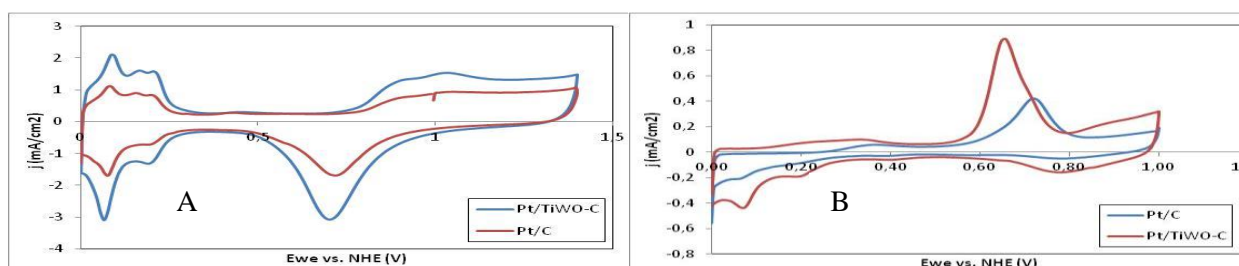 3
2
1
0
-1
-2
-3
-4
0
0,5
1
1,5
j (mA/cm2)
Ewe vs. NHE (V)
A
Pt/TiWO-C
Pt/C
1
0,8
0,6
0,4
0,2
0
-0,2
-0,4
-0,6
-0,8
0,00
0,20
0,40
0,60
0,80
1,00
j (mA/cm2)
Ewe vs. NHE (V)
B
Pt/C
Pt/TiWO-C